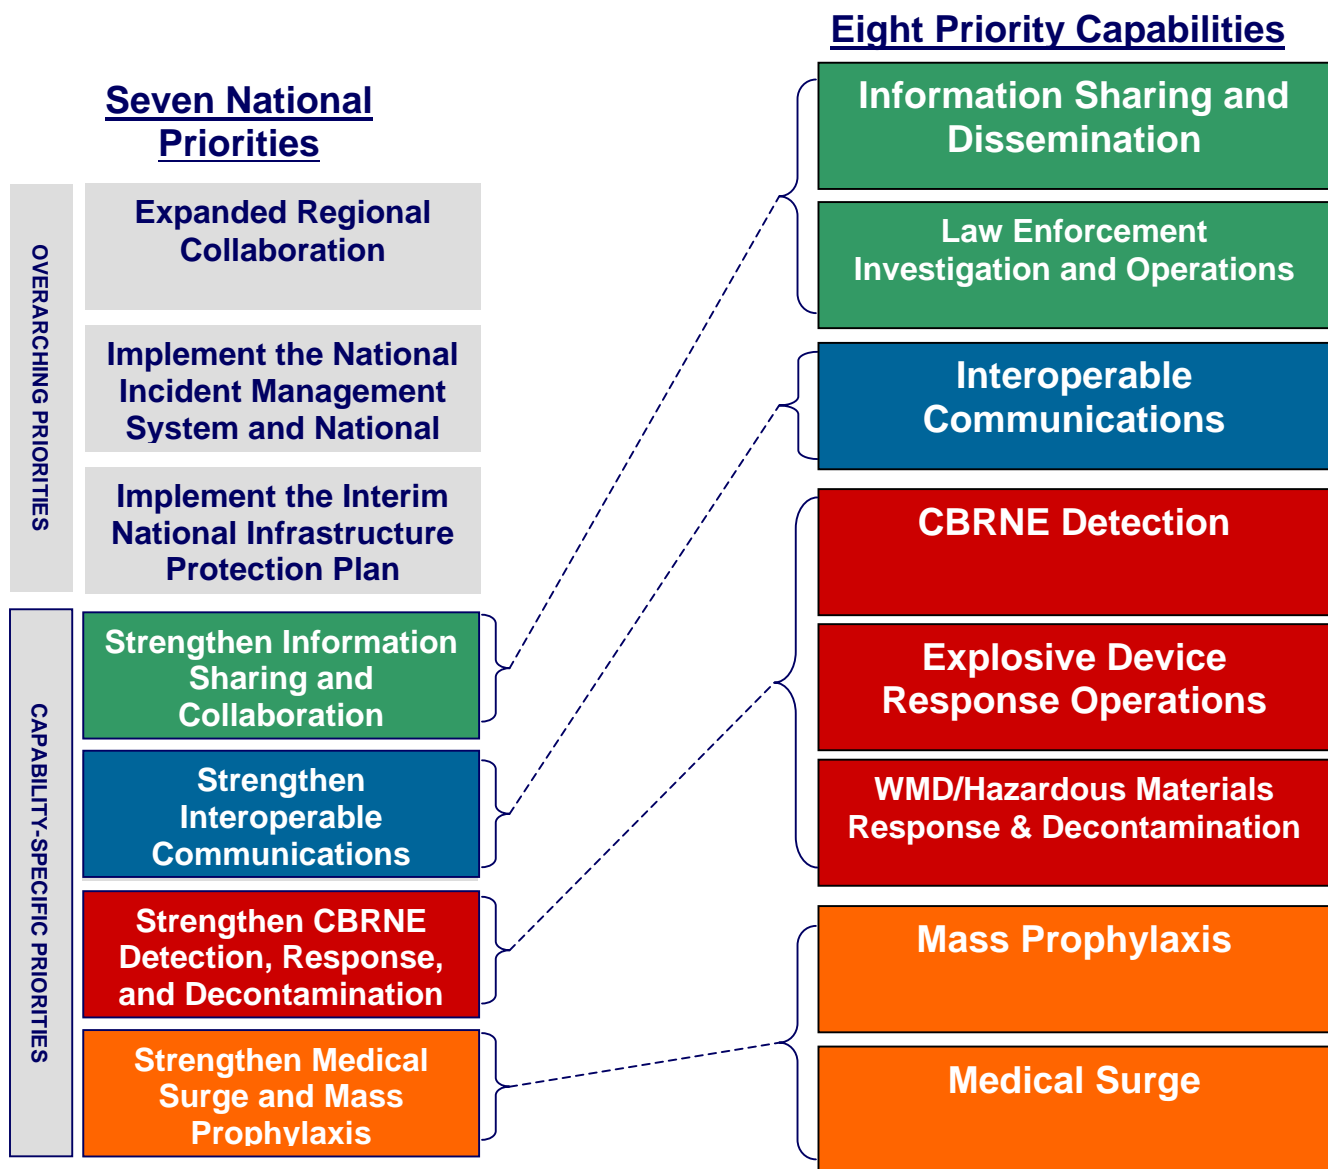 Seven National
Priorities
OVERARCHING PRIORITIES
Expanded Regional
Collaboration
Implement the National
Incident Management
System and National
Implement the Interim
National Infrastructure
Protection Plan
CAPABILITY-SPECIFIC PRIORITIES
Strengthen Information
Sharing and
Collaboration
Strengthen
Interoperable
Communications
Strengthen CBRNE
Detection, Response,
and Decontamination
Strengthen Medical
Surge and Mass
Prophylaxis
Eight Priority Capabilities
Information Sharing and
Dissemination
Law Enforcement
Investigation and Operations
Interoperable
Communications
CBRNE Detection
Explosive Device
Response Operations
WMD/Hazardous Materials
Response & Decontamination
Mass Prophylaxis
Medical Surge